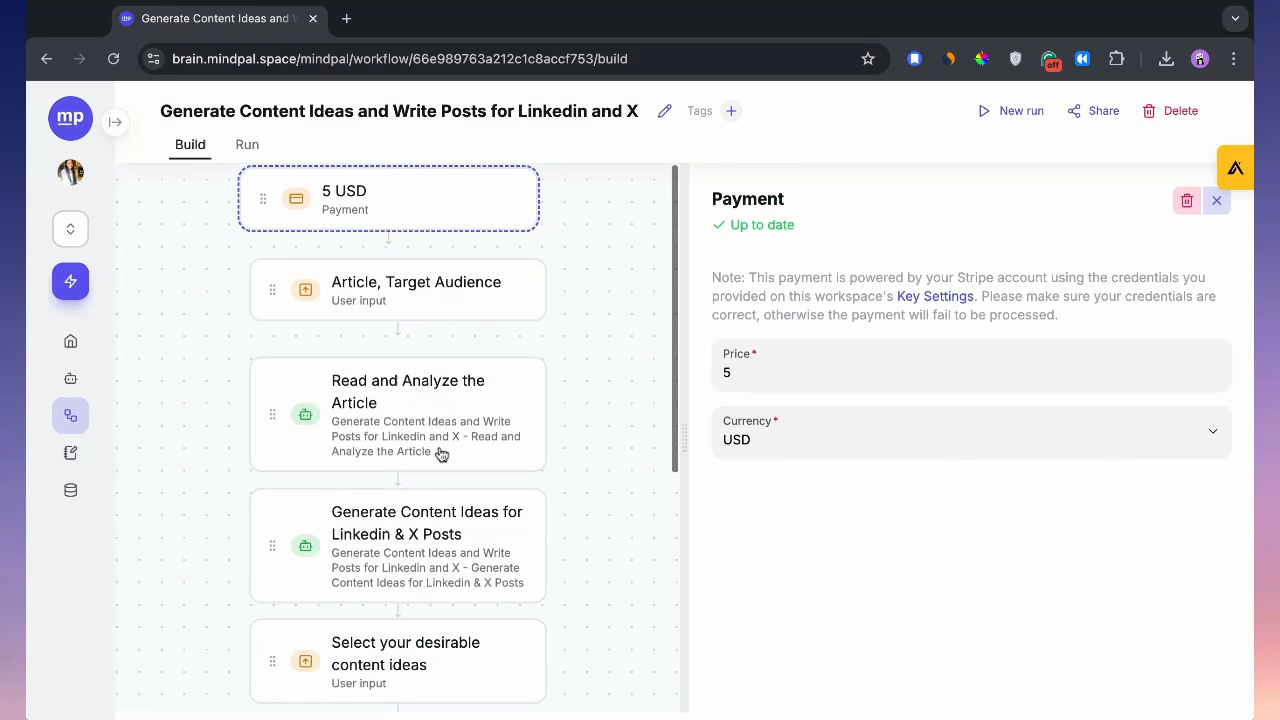 mp Generate Content Ideas and W
brain.mindpal.space/mindpal/workflow/66e989763a212c1c8accf753/build
off
mp
Generate Content Ideas and Write Posts for Linkedin and X
Tags
New run
Share
Delete
Build
Run
5 USD
Payment
Article, Target Audience
User input
Read and Analyze the
Article
Generate Content Ideas and Write
Posts for Linkedin and X - Read and
Analyze the Article
Generate Content Ideas for
Linkedin & X Posts
Generate Content Ideas and Write
Posts for Linkedin and X - Generate
Content Ideas for Linkedin & X Posts
Select your desirable
content ideas
User input
Payment
Up to date
Note: This payment is powered by your Stripe account using the credentials you
provided on this workspace's Key Settings. Please make sure your credentials are
correct, otherwise the payment will fail to be processed.
Price*
5
Currency*
USD